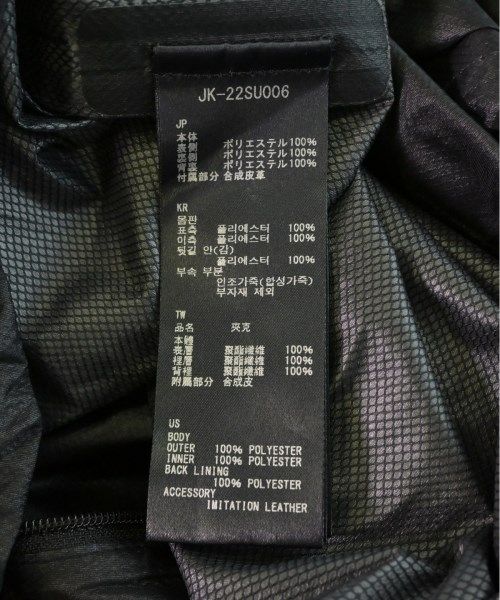 JK-22SU006
JP
本体
表側 ポリエステル100%
裏側 ポリエステル100%
背裏 ポリエステル100%
付属部分 合成皮革
KR
몸판
표측 폴리에스터 100%
이측 폴리에스터 100%
뒷길 안(감)
폴리에스터 100%
부속 부분
인조가죽(합성가죽)
부자재 제외
TW
品名 夾克
本體
表層 聚酯纖維 100%
裡層 聚酯纖維 100%
背裡 聚酯纖維 100%
附屬部分 合成皮
US
BODY
OUTER 100% POLYESTER
INNER 100% POLYESTER
BACK LINING
100% POLYESTER
ACCESSORY
IMITATION LEATHER